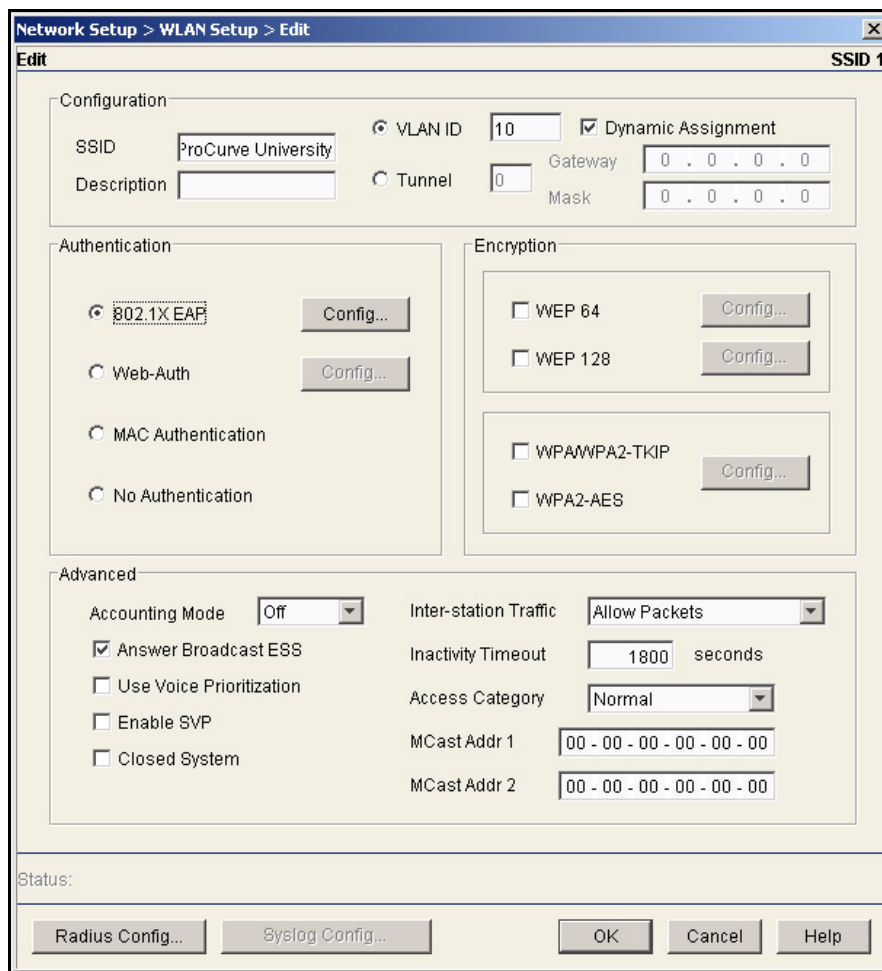 Network Setup > WLAN Setup > Edit
Edit
SSID 1
Configuration
SSID
ProCurve University
Description
VLAN ID
10
Dynamic Assignment
Tunnel
0
Gateway
0 . 0 . 0 . 0
Mask
0 . 0 . 0 . 0
Authentication
802.1X EAP
Config...
Web-Auth
Config...
MAC Authentication
No Authentication
Encryption
WEP 64
Config...
WEP 128
Config...
WPA/WPA2-TKIP
WPA2-AES
Config...
Advanced
Accounting Mode
Off
Answer Broadcast ESS
Use Voice Prioritization
Enable SVP
Closed System
Inter-station Traffic
Allow Packets
Inactivity Timeout
1800 seconds
Access Category
Normal
MCast Addr 1
00 - 00 - 00 - 00 - 00 - 00
MCast Addr 2
00 - 00 - 00 - 00 - 00 - 00
Status:
Radius Config...
Syslog Config...
OK
Cancel
Help